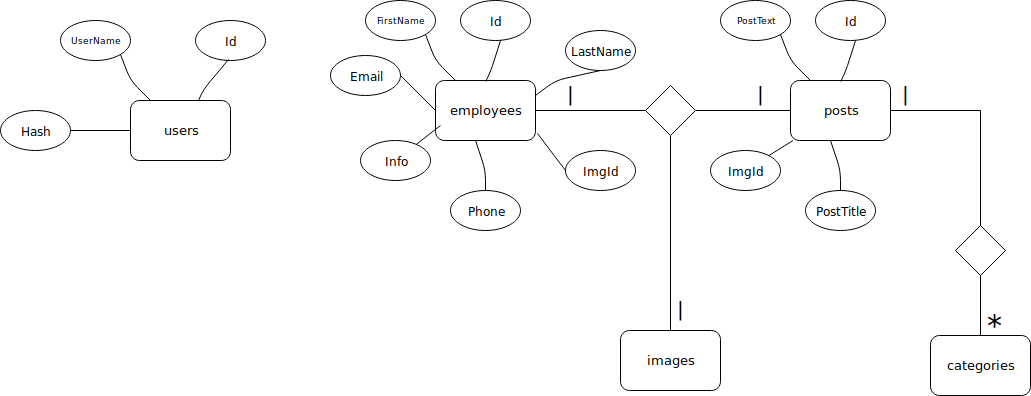 FirstName
Id
PostText
Id
UserName
Id
LastName
Email
employees
|
|
posts
|
Hash
users
Info
ImgId
ImgId
Phone
PostTitle
|
*
images
categories